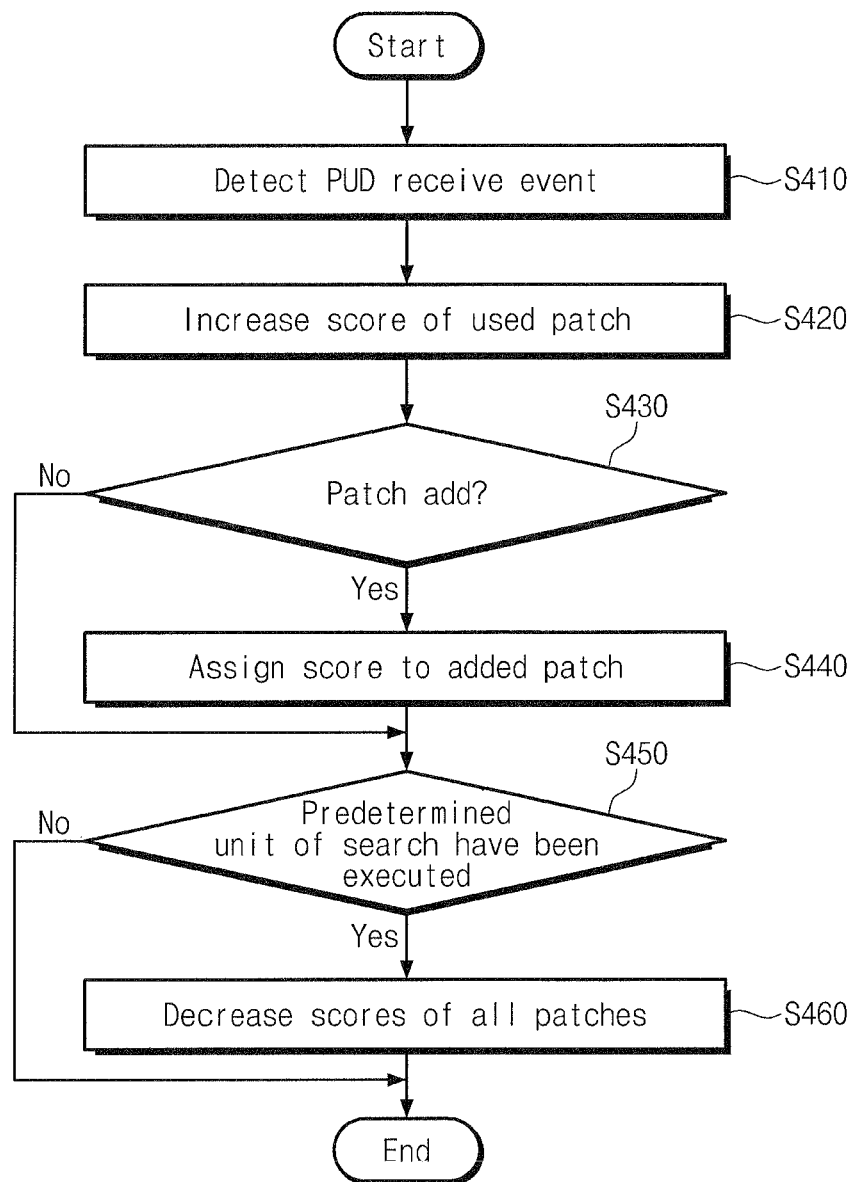 Start
Detect PUD receive event
S410
Increase score of used patch
S420
S430
Patch add?
No
Yes
Assign score to added patch
S440
S450
Predetermined
unit of search have been
executed
No
Yes
Decrease scores of all patches
S460
End